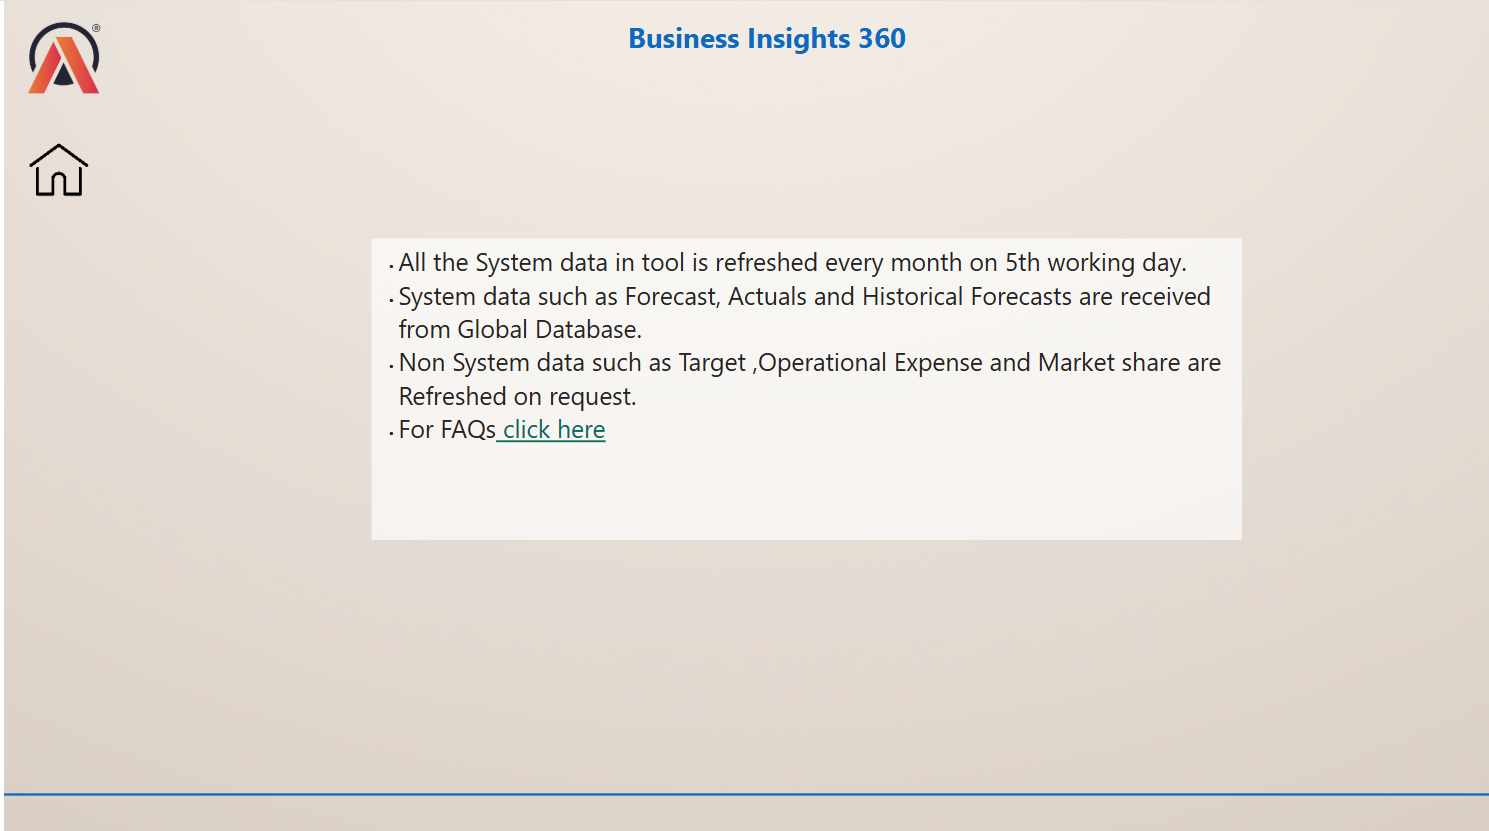 ®
Business Insights 360
. All the System data in tool is refreshed every month on 5th working day.
. System data such as Forecast, Actuals and Historical Forecasts are received
from Global Database.
. Non System data such as Target ,Operational Expense and Market share are
Refreshed on request.
. For FAQs click here